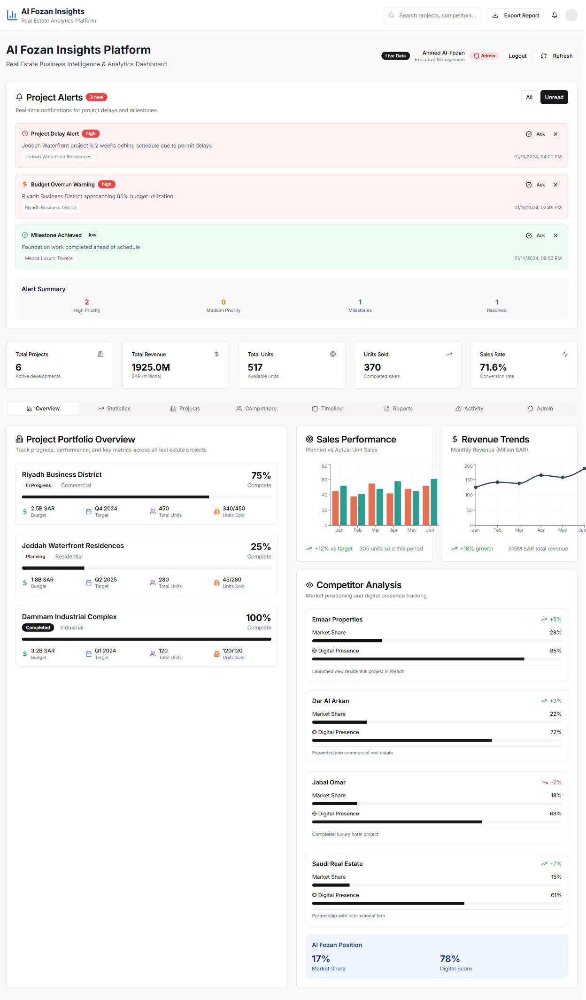 Al Fozan Insights
Real Estate Analytics Platform
Search projects, competitors...
Export Report
Al Fozan Insights Platform
Real Estate Business Intelligence & Analytics Dashboard
Live Data
Ahmed Al-Fozan
Executive Management
Admin
Logout
Refresh
Project Alerts
3 new
Real-time notifications for project delays and milestones
All
Unread
Project Delay Alert
high
Ack
Jeddah Waterfront project is 2 weeks behind schedule due to permit delays
Jeddah Waterfront Residences
01/15/2024, 04:00 PM
Budget Overrun Warning
high
Ack
Riyadh Business District approaching 85% budget utilization
Riyadh Business District
01/15/2024, 02:45 PM
Milestone Achieved
low
Ack
Foundation work completed ahead of schedule
Mecca Luxury Towers
01/14/2024, 09:50 PM
Alert Summary
2
High Priority
0
Medium Priority
1
Milestones
1
Resolved
Total Projects
6
Active developments
Total Revenue
1925.0M
SAR (millions)
Total Units
517
Available units
Units Sold
370
Completed sales
Sales Rate
71.6%
Conversion rate
Overview
Statistics
Projects
Competitors
Timeline
Reports
Activity
Admin
Project Portfolio Overview
Track progress, performance, and key metrics across all real estate projects
Riyadh Business District
75%
In Progress
Commercial
Complete
2.5B SAR
Budget
Q4 2024
Target
450
Total Units
340/450
Units Sold
Jeddah Waterfront Residences
25%
Planning
Residential
Complete
1.8B SAR
Budget
Q2 2025
Target
280
Total Units
45/280
Units Sold
Dammam Industrial Complex
100%
Completed
Industrial
Complete
3.2B SAR
Budget
Q1 2024
Target
120
Total Units
120/120
Units Sold
Sales Performance
Planned vs Actual Unit Sales
80
60
40
20
0
Jan
Feb
Mar
Apr
May
Jun
+12% vs target
305 units sold this period
Revenue Trends
Monthly Revenue (Million SAR)
200
150
100
50
0
Jan
Feb
Mar
Apr
May
Jun
+18% growth
915M SAR total revenue
Competitor Analysis
Market positioning and digital presence tracking
Emaar Properties
+5%
Market Share
28%
Digital Presence
85%
Launched new residential project in Riyadh
Dar Al Arkan
+3%
Market Share
22%
Digital Presence
72%
Expanded into commercial real estate
Jabal Omar
-2%
Market Share
18%
Digital Presence
68%
Completed luxury hotel project
Saudi Real Estate
+7%
Market Share
15%
Digital Presence
61%
Partnership with international firm
Al Fozan Position
17%
Market Share
78%
Digital Score